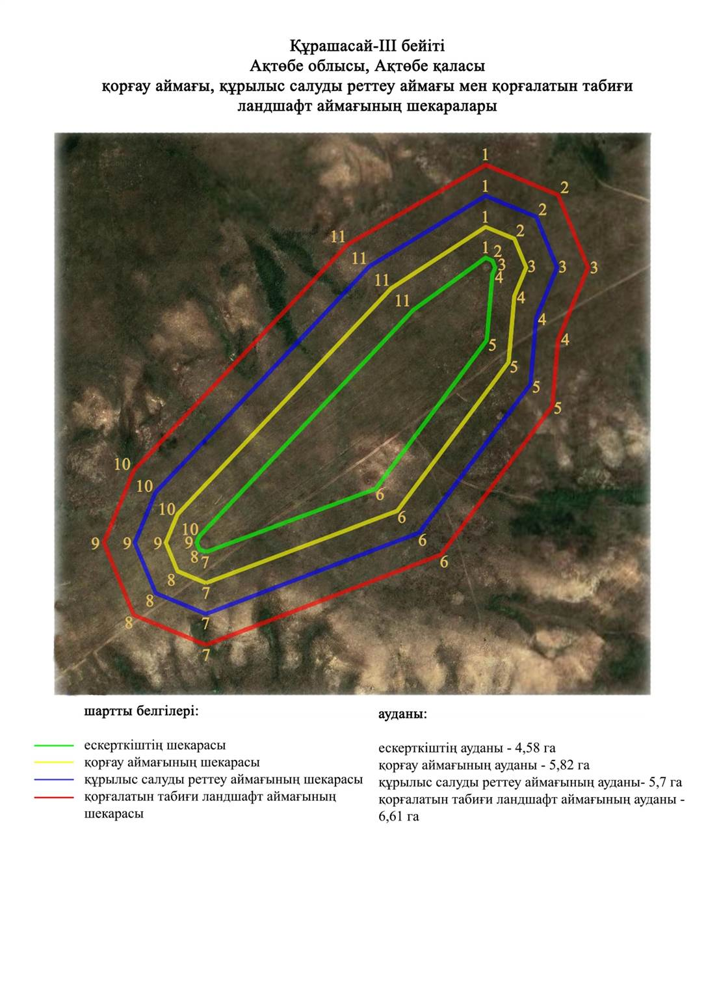 Құрашасай-III бейіті
Ақтөбе облысы, Ақтөбе қаласы
қорғау аймағы, құрылыс салуды реттеу аймағы мен қорғалатын табиғи
ландшафт аймағының шекаралары
1
1
2
2
1
2
11
1 2
11
3
3
3
3
4
11
4
11
4
4
5
5
5
5
10
10
6
10
6
10
9
9
9
9
6
8
7
6
8
7
8
7
8
7
шартты белгілері:
ескерткіштің шекарасы
қорғау аймағының шекарасы
құрылыс салуды реттеу аймағының шекарасы
қорғалатын табиғи ландшафт аймағының
шекарасы
ауданы:
ескерткіштің ауданы - 4,58 га
қорғау аймағының ауданы - 5,82 га
құрылыс салуды реттеу аймағының ауданы- 5,7 га
қорғалатын табиғи ландшафт аймағының ауданы -
6,61 га